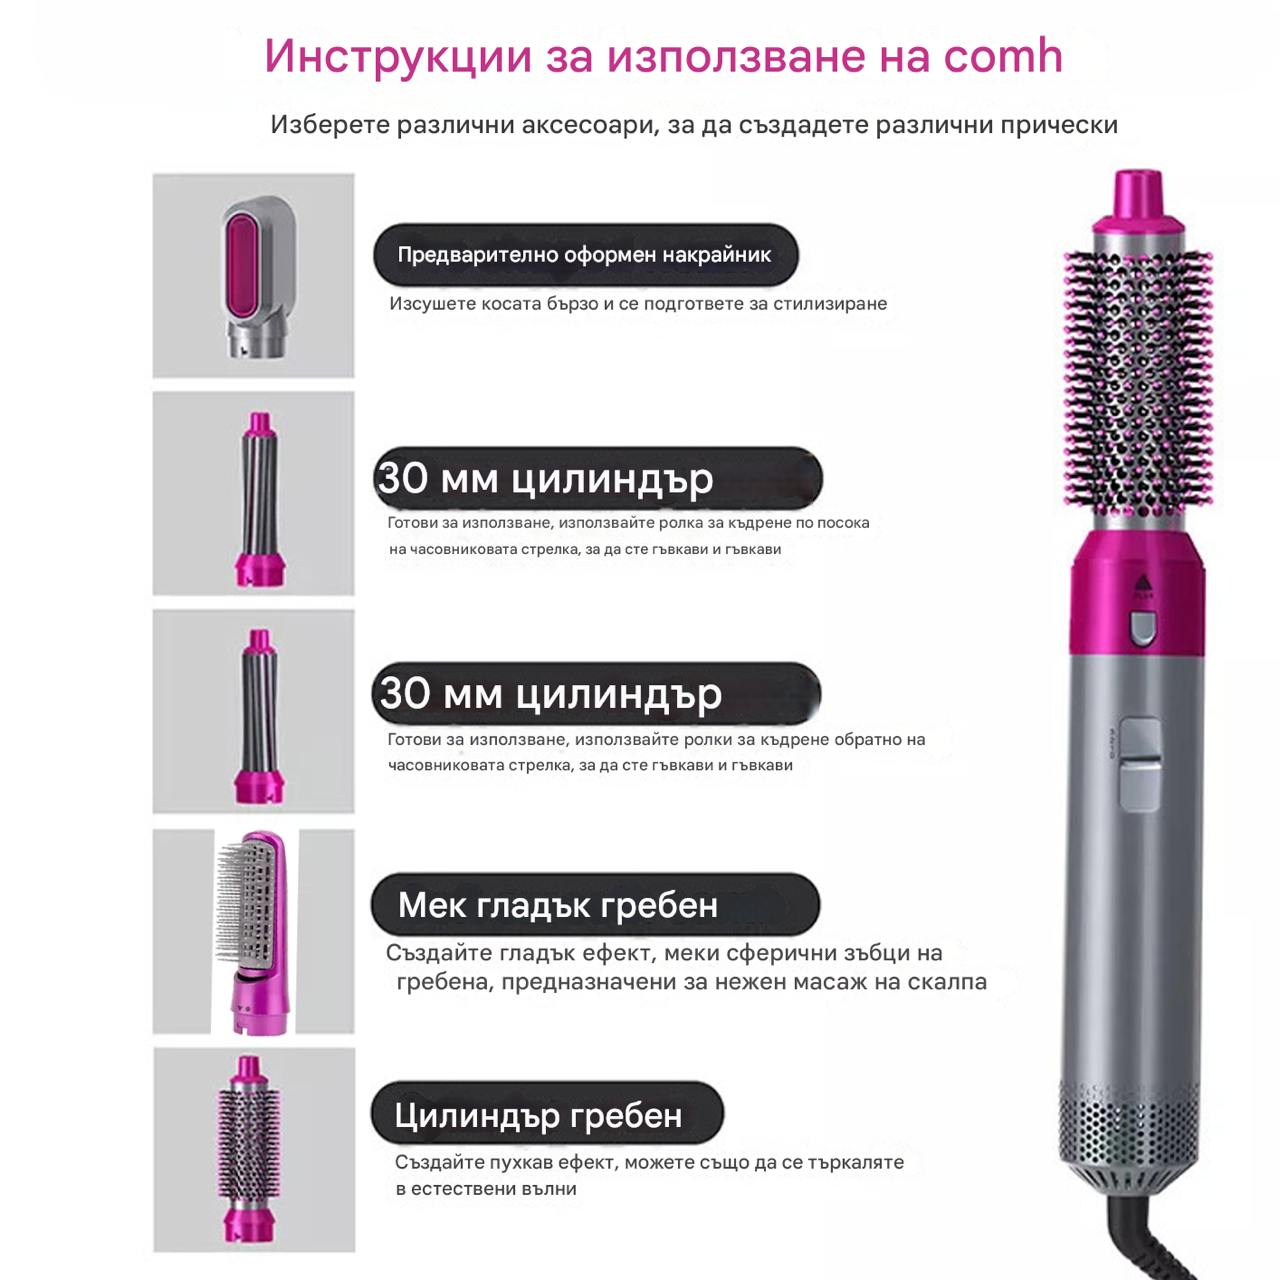 Инструкции за използване на comh
Изберете различни аксесоари, за да създадете различни прически
Предварително оформен накрайник
Изсушете косата бързо и се подгответе за стилизиране
30 мм цилиндър
Готови за използване, използвайте ролка за къдрене по посока
на часовниковата стрелка, за да сте гъвкави и гъвкави
30 мм цилиндър
Готови за използване, използвайте ролки за къдрене обратно на
часовниковата стрелка, за да сте гъвкави и гъвкави
Мек гладък гребен
Създайте гладък ефект, меки сферични зъбци на
гребена, предназначени за нежен масаж на скалпа
Цилиндър гребен
Създайте пухкав ефект, можете също да се търкаляте
в естествени вълни